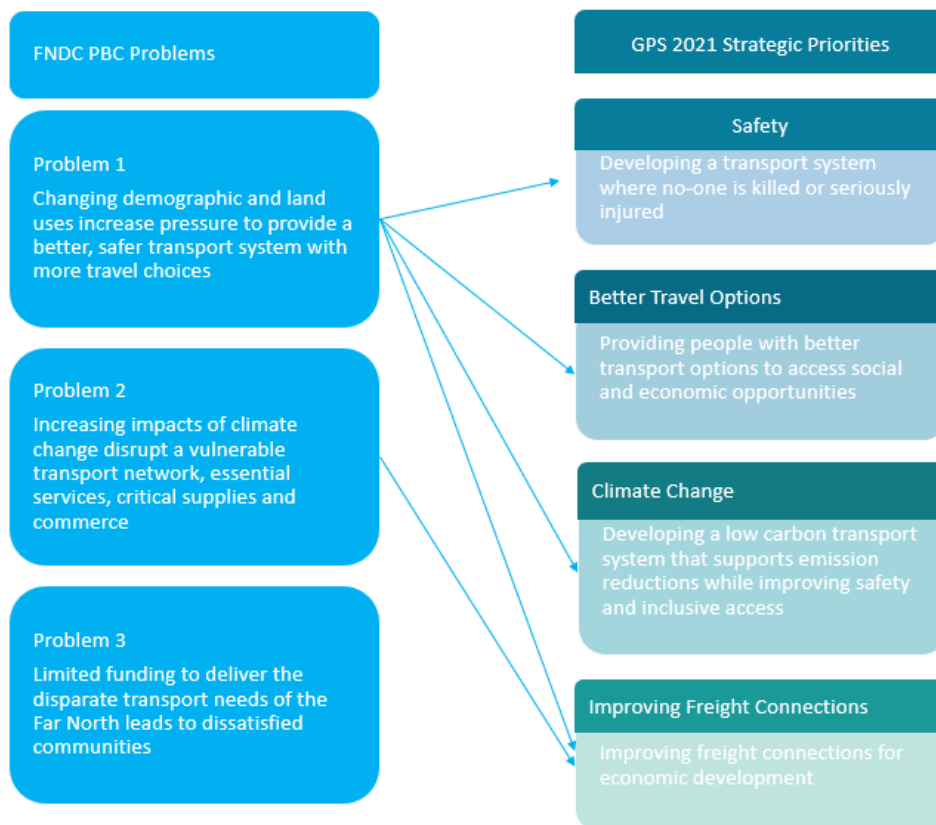 FNDC PBC Problems
Problem 1
Changing demographic and land
uses increase pressure to provide a
better, safer transport system with
more travel choices
Problem 2
Increasing impacts of climate
change disrupt a vulnerable
transport network, essential
services, critical supplies and
commerce
Problem 3
Limited funding to deliver the
disparate transport needs of the
Far North leads to dissatisfied
communities
GPS 2021 Strategic Priorities
Safety
Developing a transport system
where no-one is killed or seriously
injured
Better Travel Options
Providing people with better
transport options to access social
and economic opportunities
Climate Change
Developing a low carbon transport
system that supports emission
reductions while improving safety
and inclusive access
Improving Freight Connections
Improving freight connections for
economic development